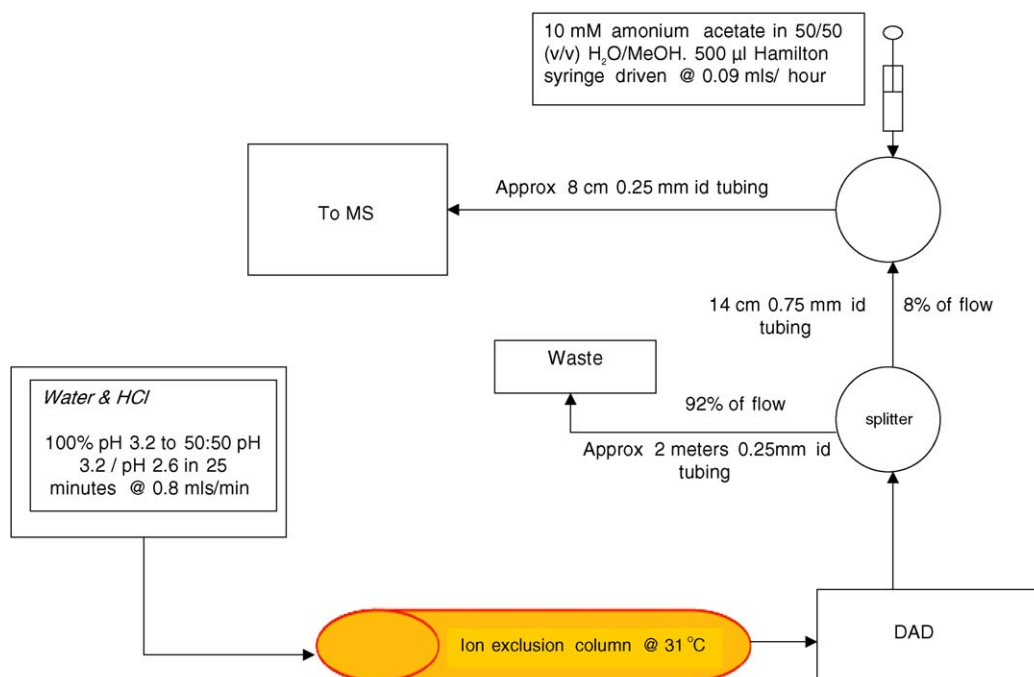 10 mM amonium acetate in 50/50
(v/v) H₂O/MeOH. 500 µl Hamilton
syringe driven @ 0.09 mls/ hour
Approx 8 cm 0.25 mm id tubing
To MS
14 cm 0.75 mm id
tubing
8% of flow
Waste
92% of flow
splitter
Approx 2 meters 0.25mm id
tubing
Water & HCl
100% pH 3.2 to 50:50 pH
3.2 / pH 2.6 in 25
minutes @ 0.8 mls/min
Ion exclusion column @ 31°C
DAD